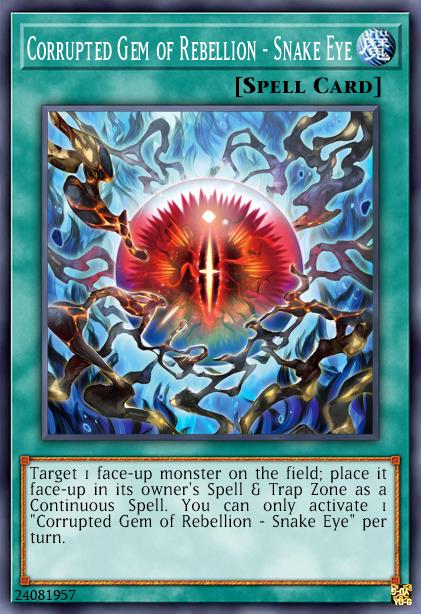 Corrupted Gem of Rebellion - Snake Eye
[Spell Card]
Target 1 face-up monster on the field; place it
face-up in its owner's Spell & Trap Zone as a
Continuous Spell. You can only activate 1
"Corrupted Gem of Rebellion - Snake Eye" per
turn.
24081957